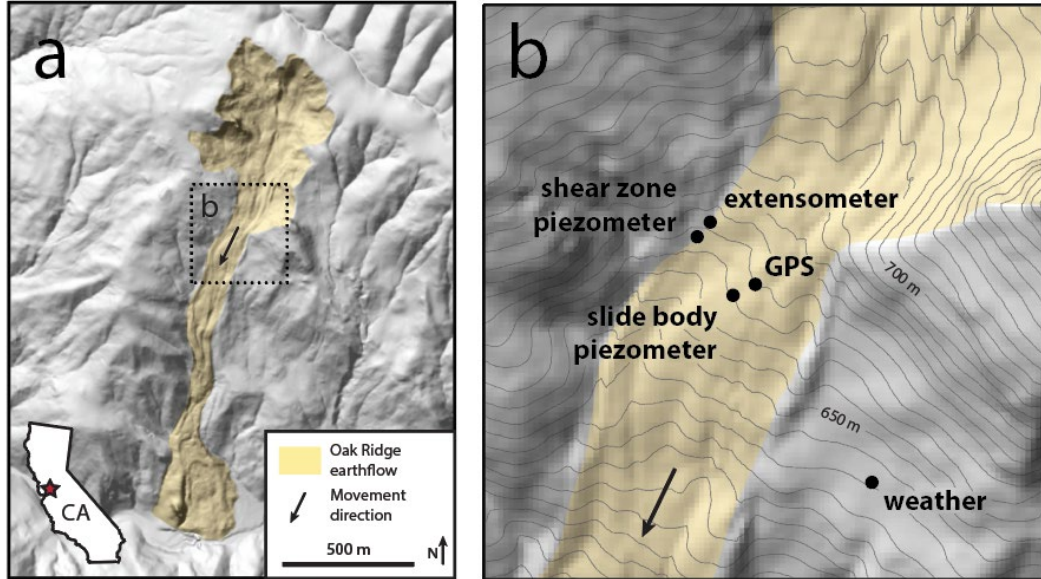 a
b
CA
Oak Ridge
earthflow
Movement
direction
500 m
N
b
shear zone
piezometer
extensometer
GPS
slide body
piezometer
700 m
650 m
weather